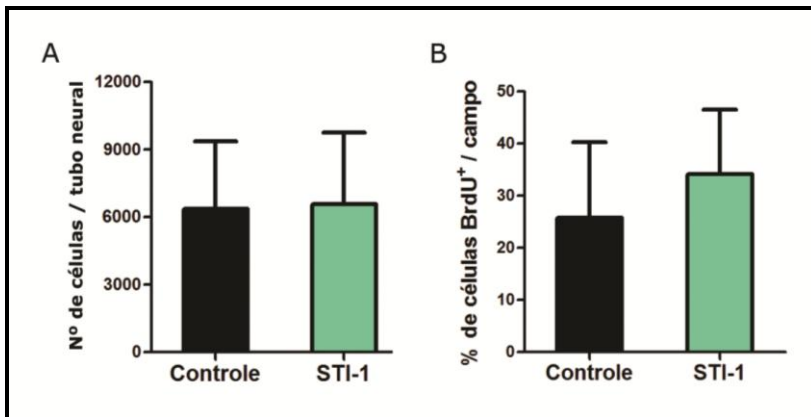 A
Nº de células / tubo neural
12000
9000
6000
3000
0
Controle
STI-1
B
% de células BrdU⁺ / campo
50
40
30
20
10
0
Controle
STI-1